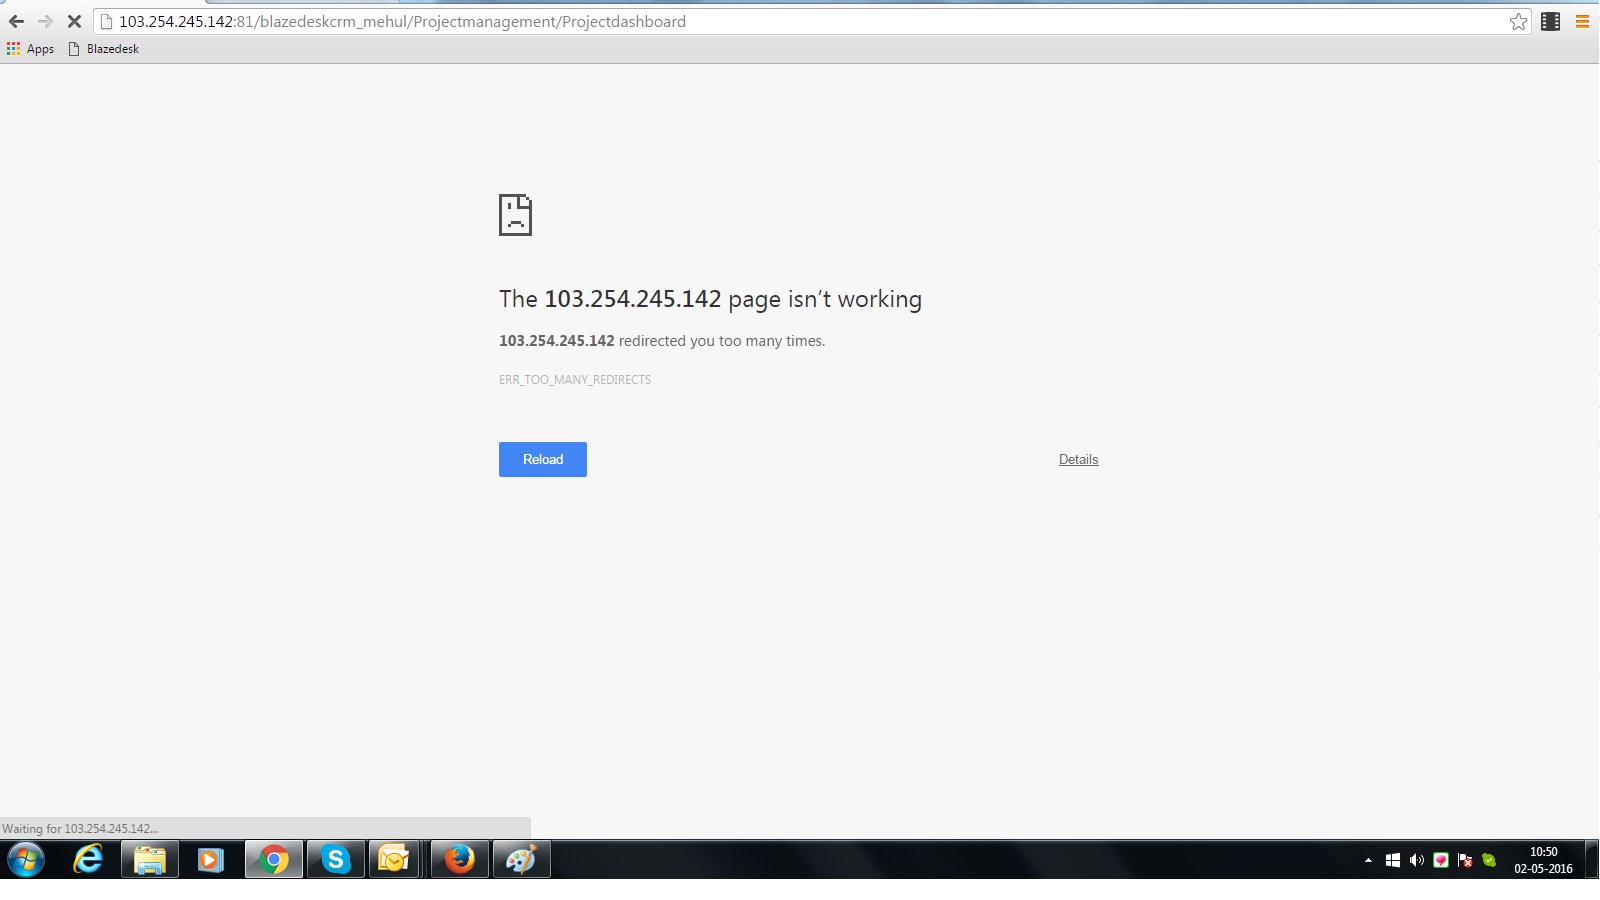 103.254.245.142:81/blazedeskcrm_mehul/Projectmanagement/Projectdashboard
Apps Blazedesk
The 103.254.245.142 page isn’t working
103.254.245.142 redirected you too many times.
ERR_TOO_MANY_REDIRECTS
Reload Details
Waiting for 103.254.245.142...
10:50
02-05-2016